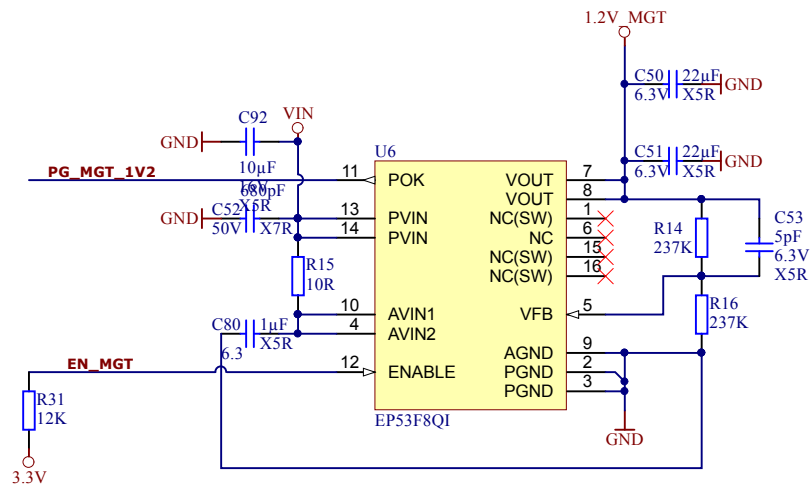 1.2V_MGT
C50 22µF
6.3V X5R
GND
C51 22µF
6.3V X5R
GND
C92
VIN
GND
10µF
16V
X5R
U6
PG_MGT_1V2
11
POK
VOUT
7
VOUT
8
680pF
GND
C52
50V
X7R
13
PVIN
14
PVIN
NC(SW)
1
NC
6
NC(SW)
15
NC(SW)
16
R14
237K
C53
5pF
6.3V
X5R
R15
10R
10
AVIN1
4
AVIN2
VFB
5
R16
237K
C80 1µF
6.3 X5R
AGND
9
PGND
2
PGND
3
EN_MGT
12
ENABLE
R31
12K
EP53F8QI
GND
3.3V